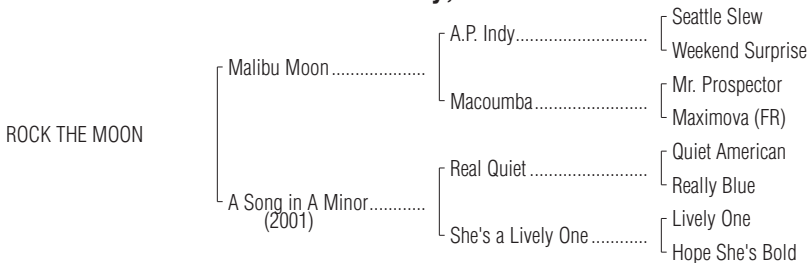 Seattle Slew
A.P. Indy
Weekend Surprise
Malibu Moon
Mr. Prospector
Macoumba
Maximova (FR)
ROCK THE MOON
Quiet American
Real Quiet
Really Blue
A Song in A Minor
(2001)
Lively One
She's a Lively One
Hope She's Bold